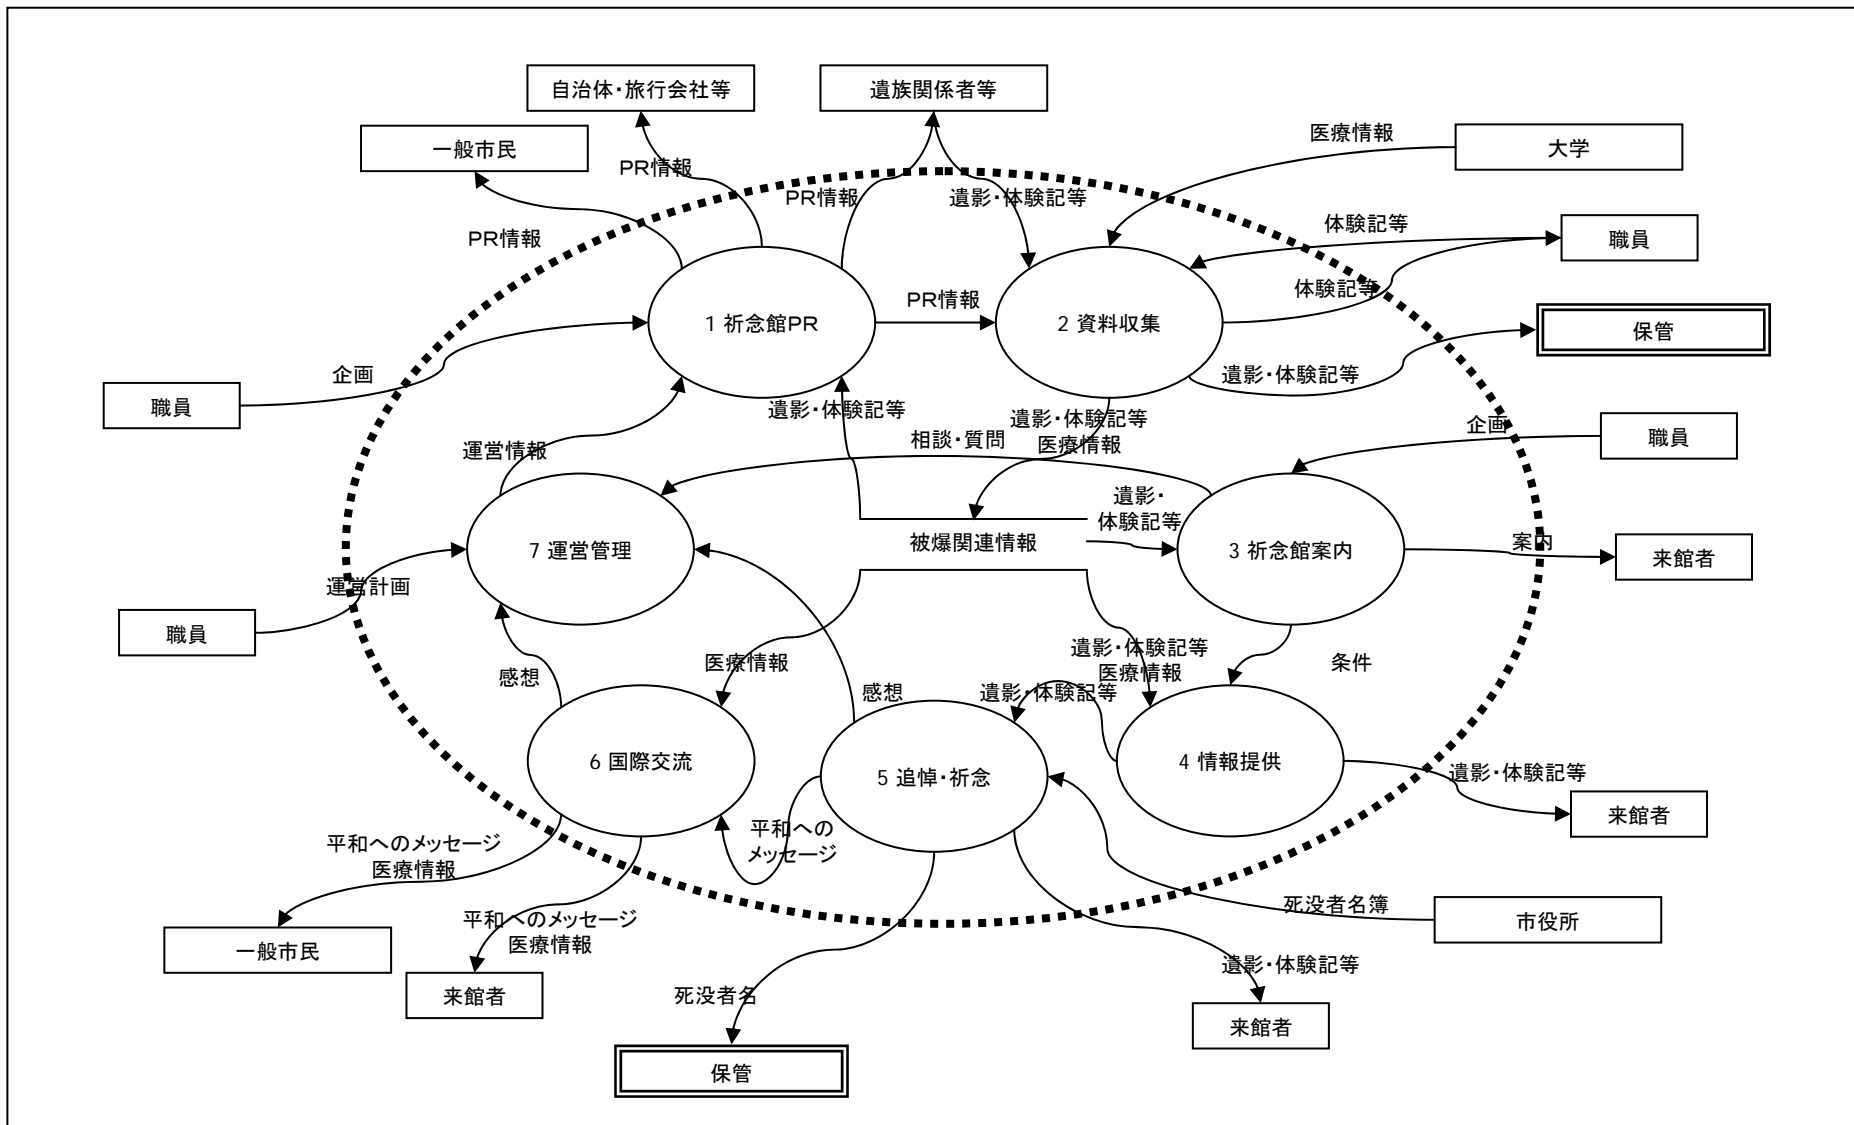 自治体・旅行会社等
遺族関係者等
一般市民
医療情報
大学
PR情報
PR情報
遺影・体験記等
体験記等
職員
PR情報
体験記等
PR情報
1 祈念館PR
2 資料収集
保管
企画
遺影・体験記等
職員
遺影・体験記等
遺影・体験記等
医療情報
企画
職員
運営情報
相談・質問
遺影・
体験記等
7 運営管理
被爆関連情報
3 祈念館案内
案内
来館者
運営計画
職員
感想
医療情報
感想
遺影・体験記等
遺影・体験記等
医療情報
条件
6 国際交流
5 追悼・祈念
4 情報提供
遺影・体験記等
来館者
平和への
メッセージ
平和へのメッセージ
医療情報
一般市民
平和へのメッセージ
医療情報
来館者
死没者名簿
市役所
死没者名
遺影・体験記等
来館者
保管